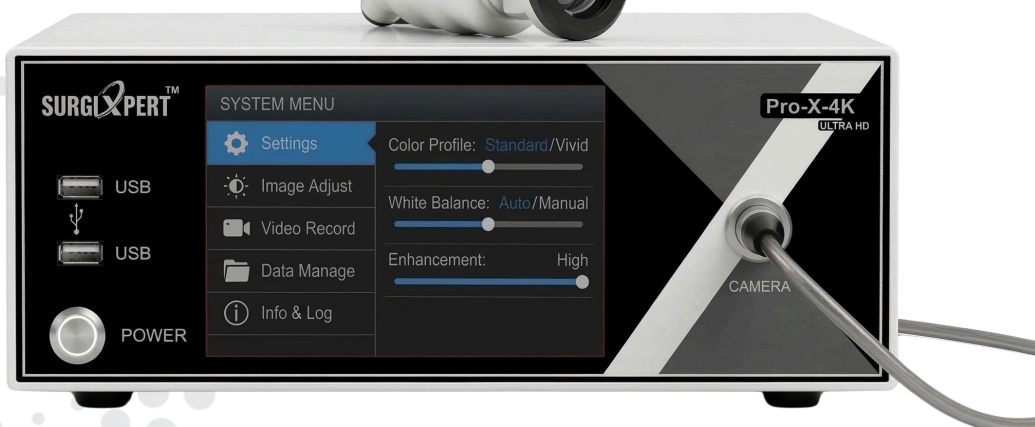 SURGIXPERT™
USB
USB
POWER
SYSTEM MENU
Settings
Image Adjust
Video Record
Data Manage
Info & Log
Color Profile: Standard/Vivid
White Balance: Auto/Manual
Enhancement: High
Pro-X-4K
ULTRA HD
CAMERA